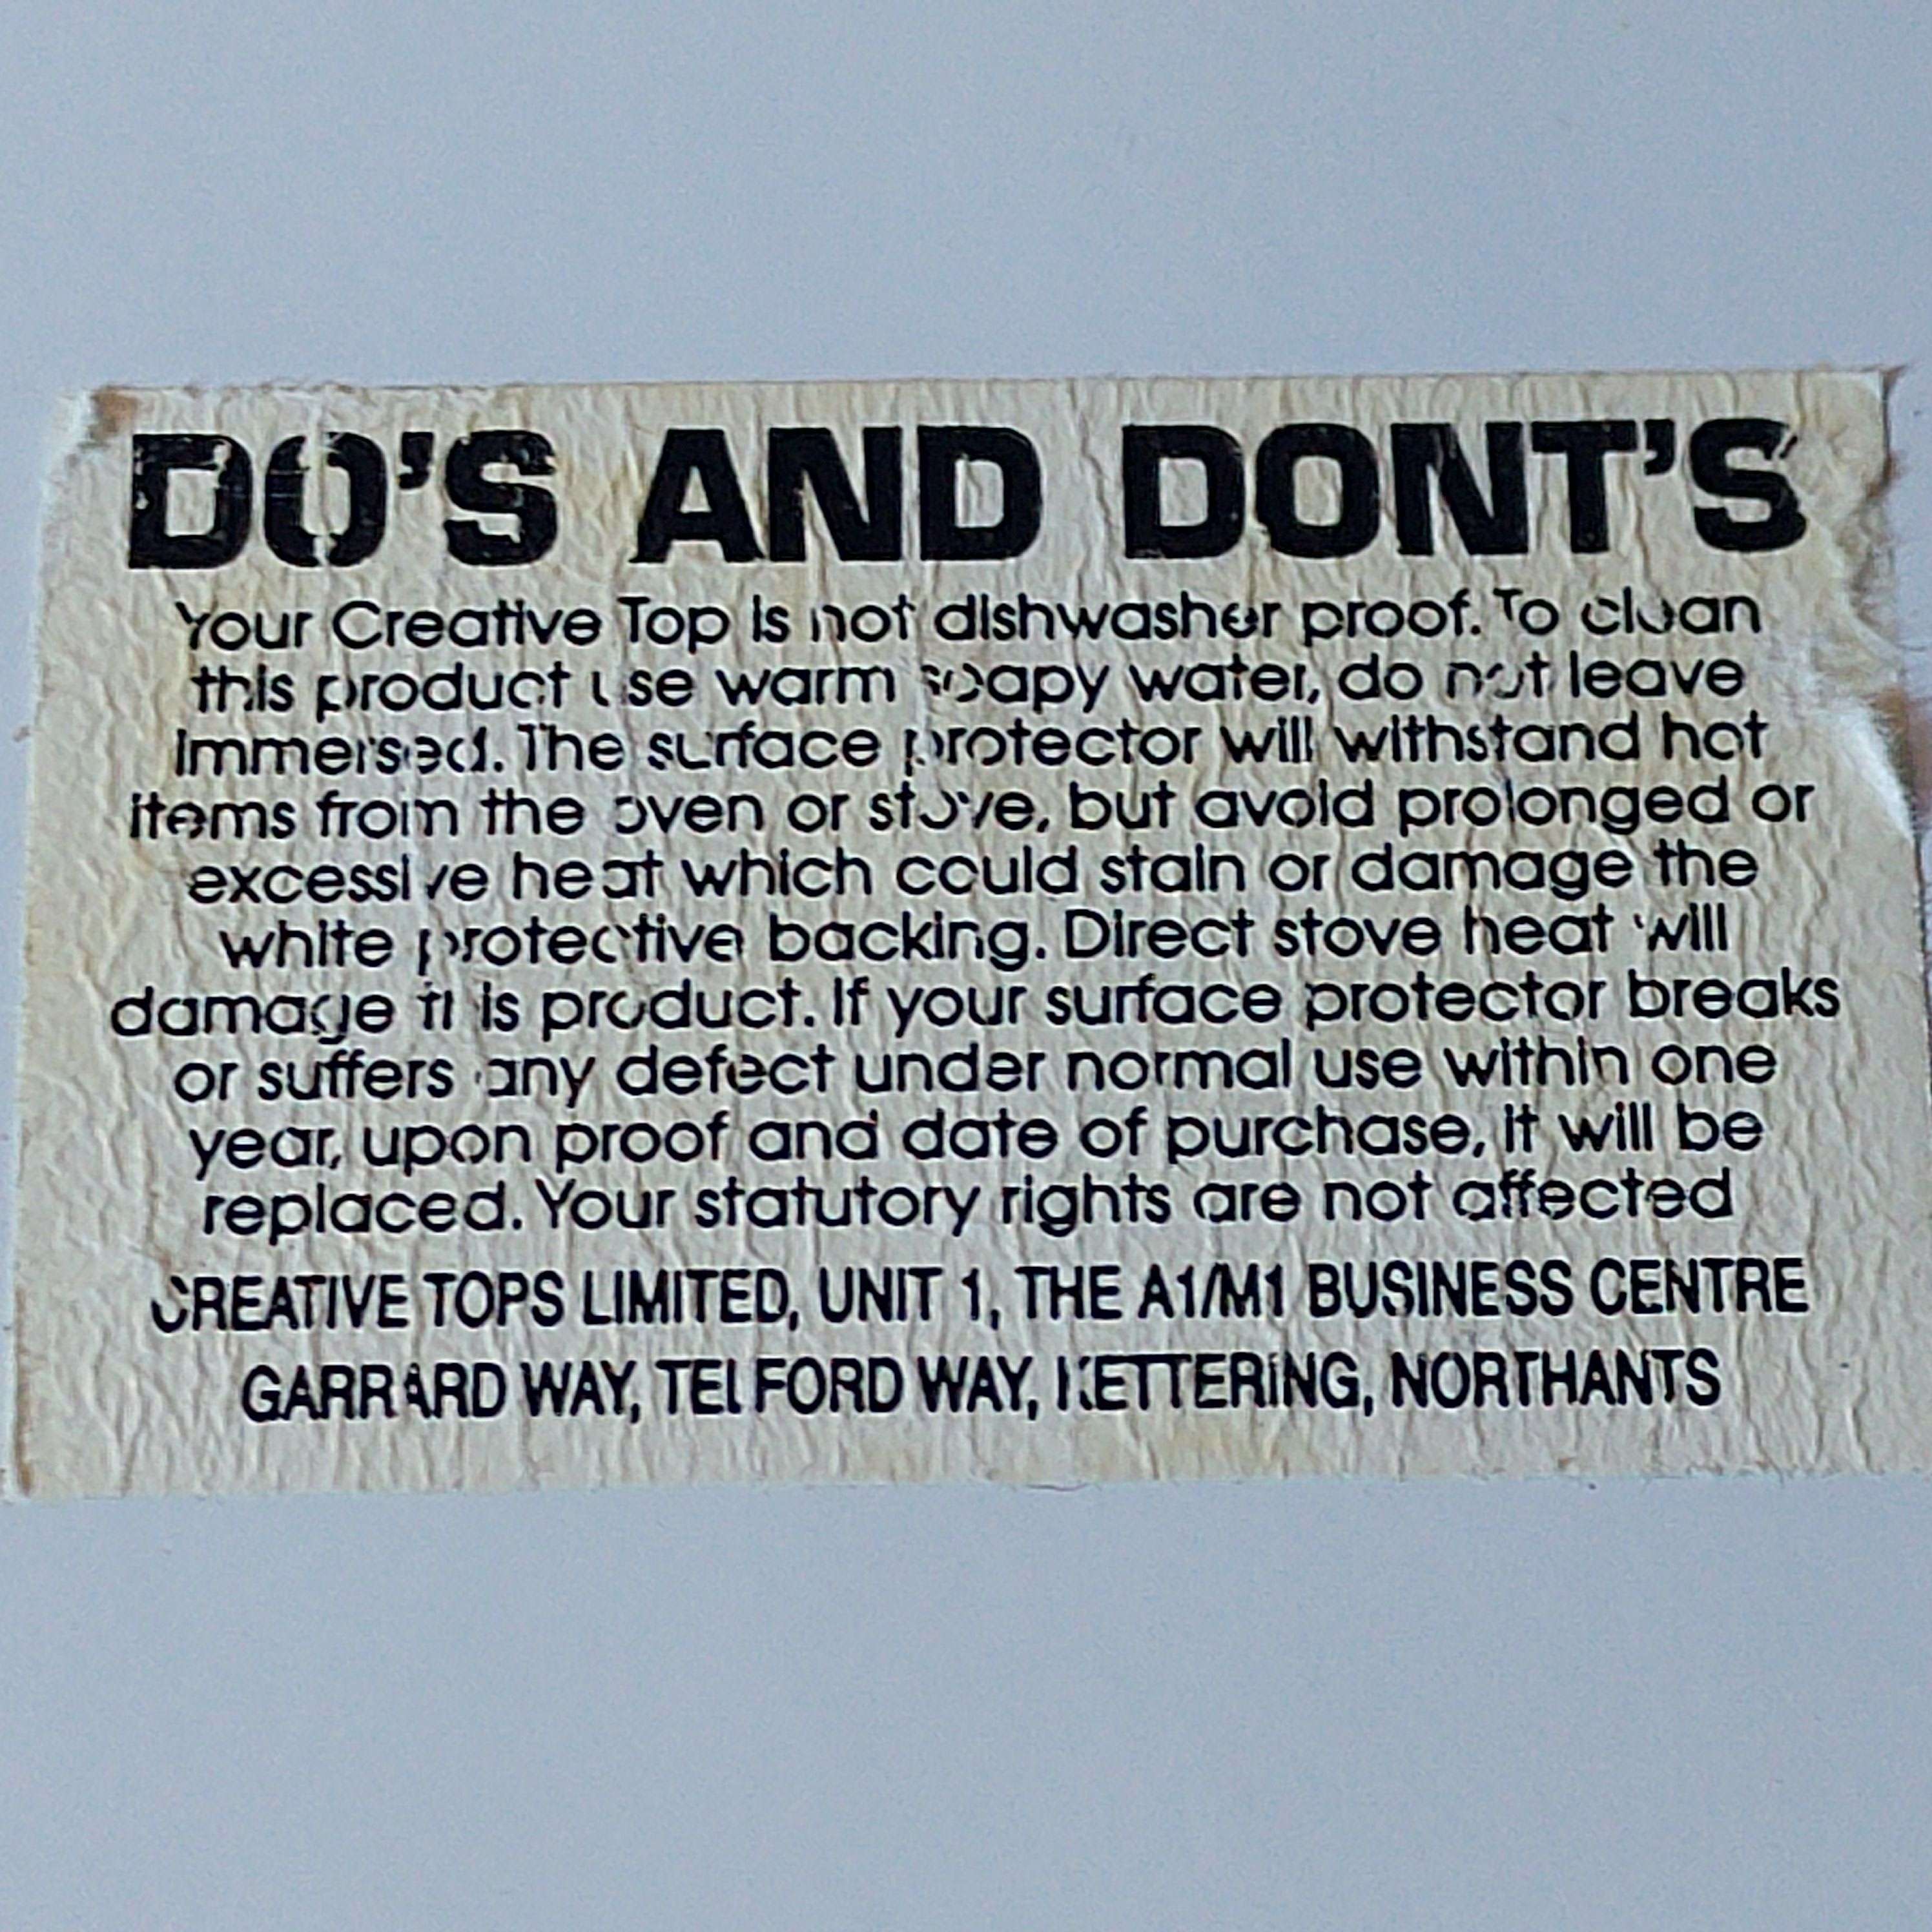 DO'S AND DONT'S
Your Creative Top is not dishwasher proof. To clean
this product use warm soapy water, do not leave
immersed. The surface protector will withstand hot
items from the oven or stove, but avoid prolonged or
excessive heat which could stain or damage the
white protective backing. Direct stove heat will
damage this product. If your surface protector breaks
or suffers any defect under normal use within one
year, upon proof and date of purchase, it will be
replaced. Your statutory rights are not affected
CREATIVE TOPS LIMITED, UNIT 1, THE A1/M1 BUSINESS CENTRE
GARRARD WAY, TELFORD WAY, KETTERING, NORTHANTS